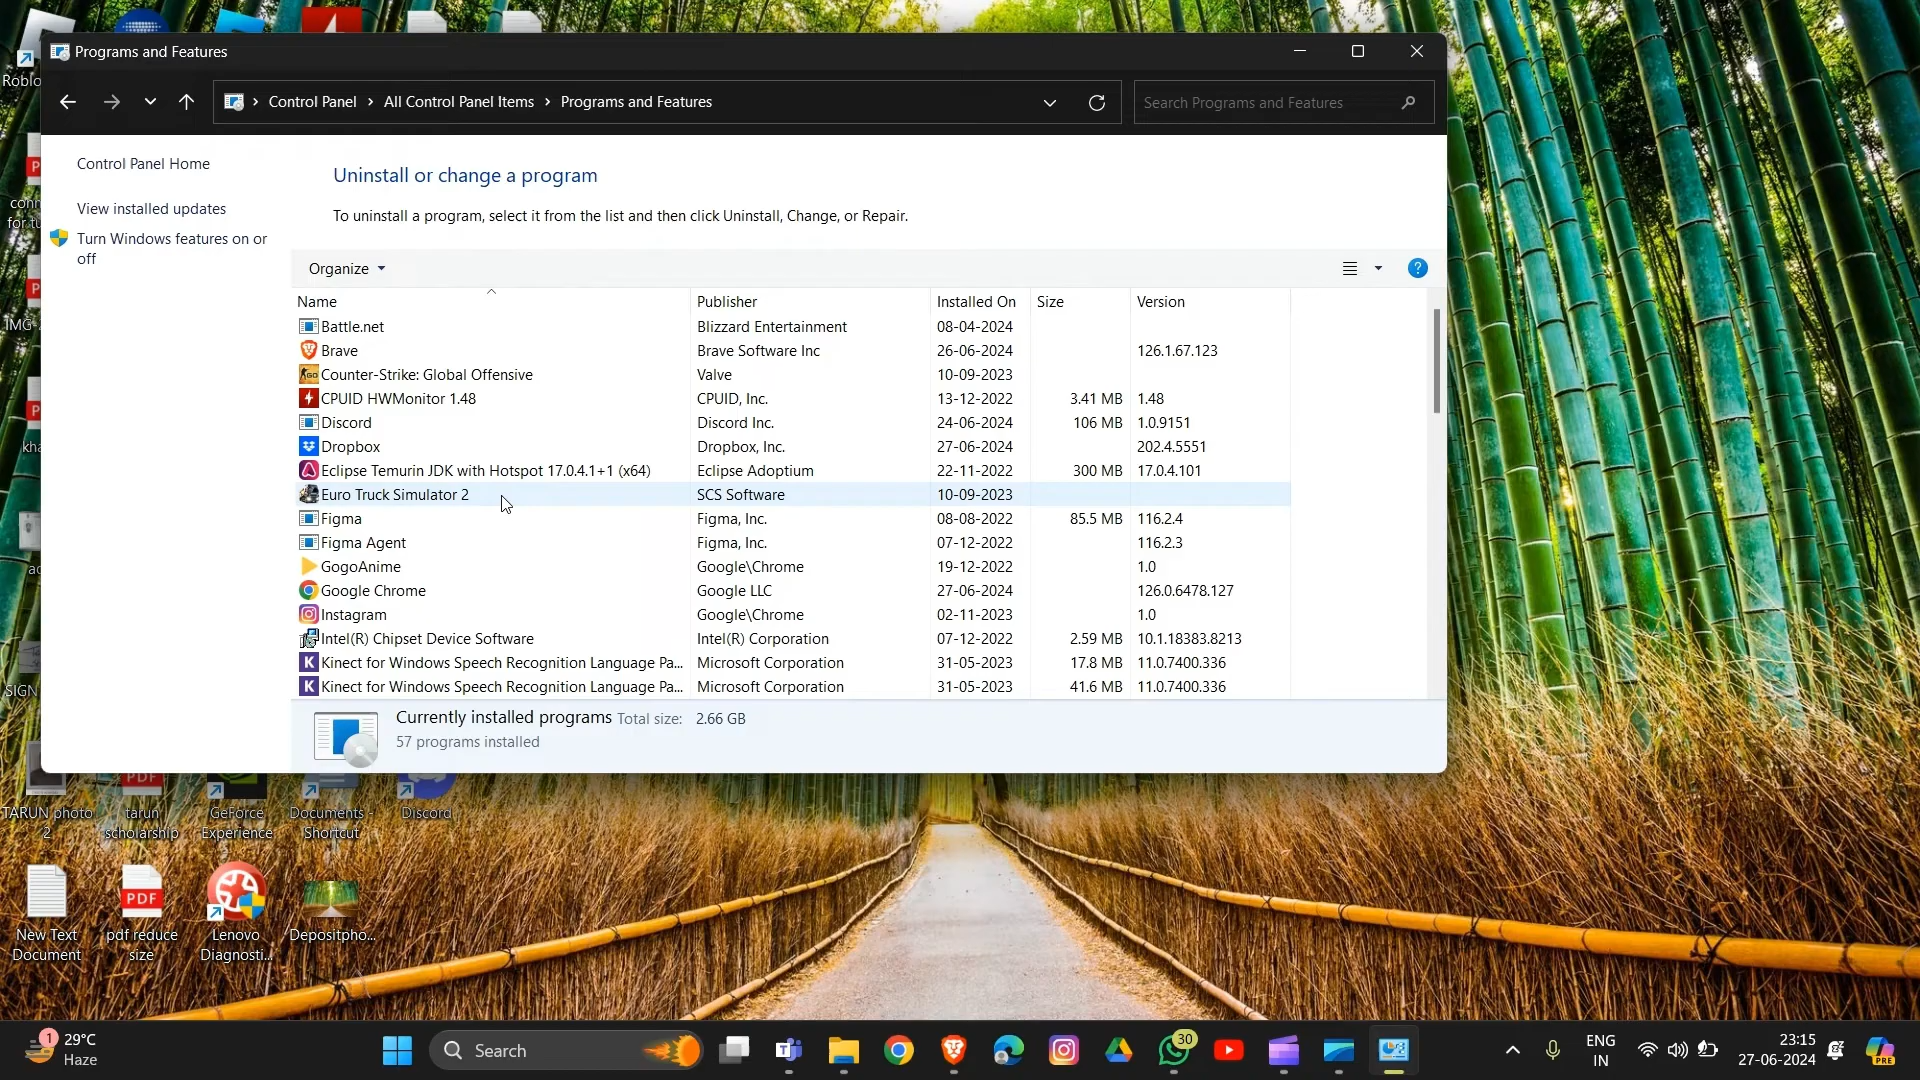 Programs and Features
Control Panel
All Control Panel Items
Programs and Features
Search Programs and Features
Control Panel Home
View installed updates
Turn Windows features on or
off
Uninstall or change a program
To uninstall a program, select it from the list and then click Uninstall, Change, or Repair.
Organize
Name Publisher Installed On Size Version
Battle.net Blizzard Entertainment 08-04-2024
Brave Brave Software Inc 26-06-2024 126.1.67.123
Counter-Strike: Global Offensive Valve 10-09-2023
CPUID HWMonitor 1.48 CPUID, Inc. 13-12-2022 3.41 MB 1.48
Discord Discord Inc. 24-06-2024 106 MB 1.0.9151
Dropbox Dropbox, Inc. 27-06-2024 202.4.5551
Eclipse Temurin JDK with Hotspot 17.0.4.1+1 (x64) Eclipse Adoptium 22-11-2022 300 MB 17.0.4.101
Euro Truck Simulator 2 SCS Software 10-09-2023
Figma Figma, Inc. 08-08-2022 85.5 MB 116.2.4
Figma Agent Figma, Inc. 07-12-2022 116.2.3
GogoAnime Google\Chrome 19-12-2022 1.0
Google Chrome Google LLC 27-06-2024 126.0.6478.127
Instagram Google\Chrome 02-11-2023 1.0
Intel(R) Chipset Device Software Intel(R) Corporation 07-12-2022 2.59 MB 10.1.18383.8213
Kinect for Windows Speech Recognition Language Pa... Microsoft Corporation 31-05-2023 17.8 MB 11.0.7400.336
Kinect for Windows Speech Recognition Language Pa... Microsoft Corporation 31-05-2023 41.6 MB 11.0.7400.336
Currently installed programs Total size: 2.66 GB
57 programs installed
Roblo
for tu
IMG-
kha
SIGN
TARUN photo
2
tarun
scholarship
GeForce
Experience
Documents -
Shortcut
Discord
PDF
New Text
Document
pdf reduce
size
Lenovo
Diagnosti...
Depositpho...
1
29°C
Haze
Search
30
ENG
IN
23:15
27-06-2024
PRE